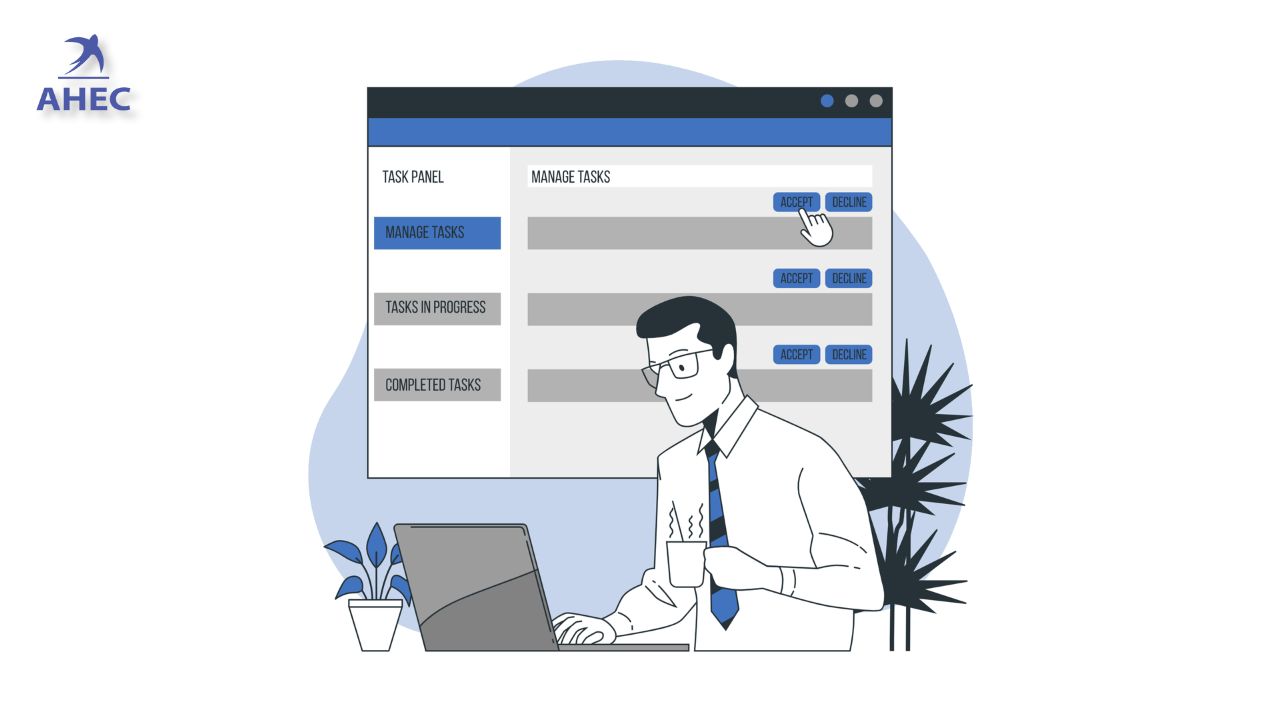 AHEC
TASK PANEL
MANAGE TASKS
TASKS IN PROGRESS
COMPLETED TASKS
MANAGE TASKS
ACCEPT DECLINE
ACCEPT DECLINE
ACCEPT DECLINE